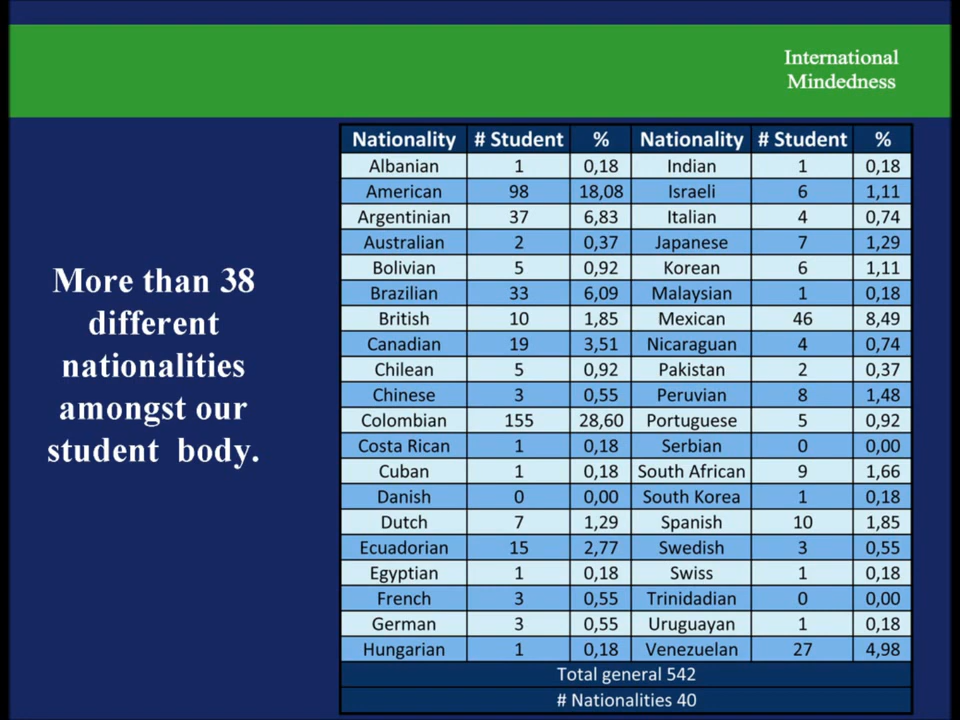 International
Mindedness
More than 38
different
nationalities
amongst our
student body.
Nationality # Student % Nationality # Student %
Albanian 1 0,18 Indian 1 0,18
American 98 18,08 Israeli 6 1,11
Argentinian 37 6,83 Italian 4 0,74
Australian 2 0,37 Japanese 7 1,29
Bolivian 5 0,92 Korean 6 1,11
Brazilian 33 6,09 Malaysian 1 0,18
British 10 1,85 Mexican 46 8,49
Canadian 19 3,51 Nicaraguan 4 0,74
Chilean 5 0,92 Pakistan 2 0,37
Chinese 3 0,55 Peruvian 8 1,48
Colombian 155 28,60 Portuguese 5 0,92
Costa Rican 1 0,18 Serbian 0 0,00
Cuban 1 0,18 South African 9 1,66
Danish 0 0,00 South Korea 1 0,18
Dutch 7 1,29 Spanish 10 1,85
Ecuadorian 15 2,77 Swedish 3 0,55
Egyptian 1 0,18 Swiss 1 0,18
French 3 0,55 Trinidadian 0 0,00
German 3 0,55 Uruguayan 1 0,18
Hungarian 1 0,18 Venezuelan 27 4,98
Total general 542
# Nationalities 40